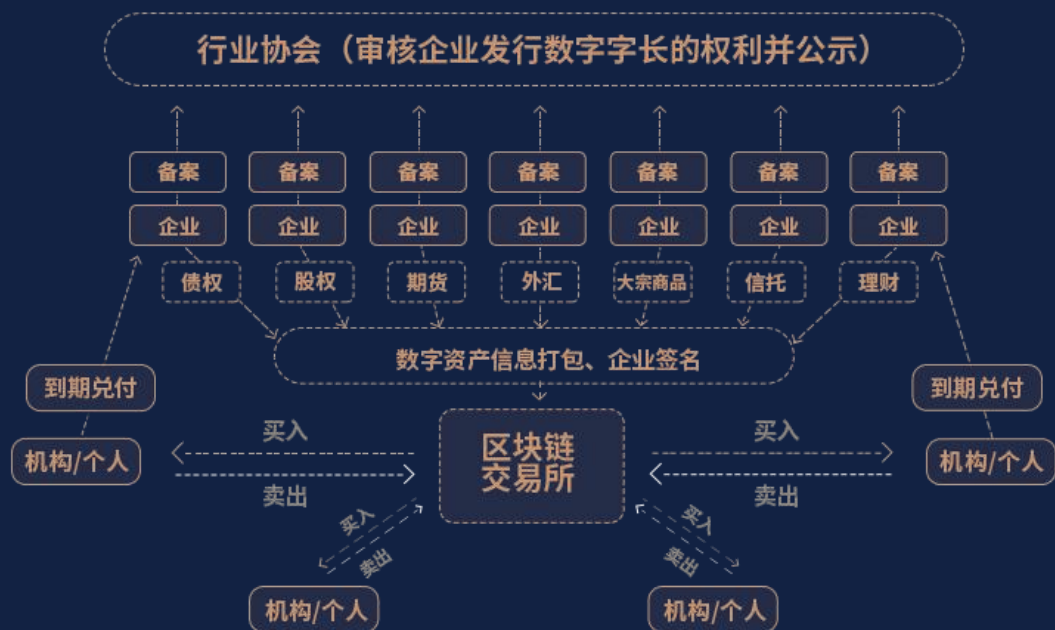 行业协会（审核企业发行数字字长的权利并公示）
备案 备案 备案 备案 备案 备案 备案
企业 企业 企业 企业 企业 企业 企业
债权 股权 期货 外汇 大宗商品 信托 理财
数字资产信息打包、企业签名
到期兑付 到期兑付
买入 区块链 买入
机构/个人 交易所 机构/个人
卖出 卖出
买入 买入
卖出 卖出
机构/个人 机构/个人